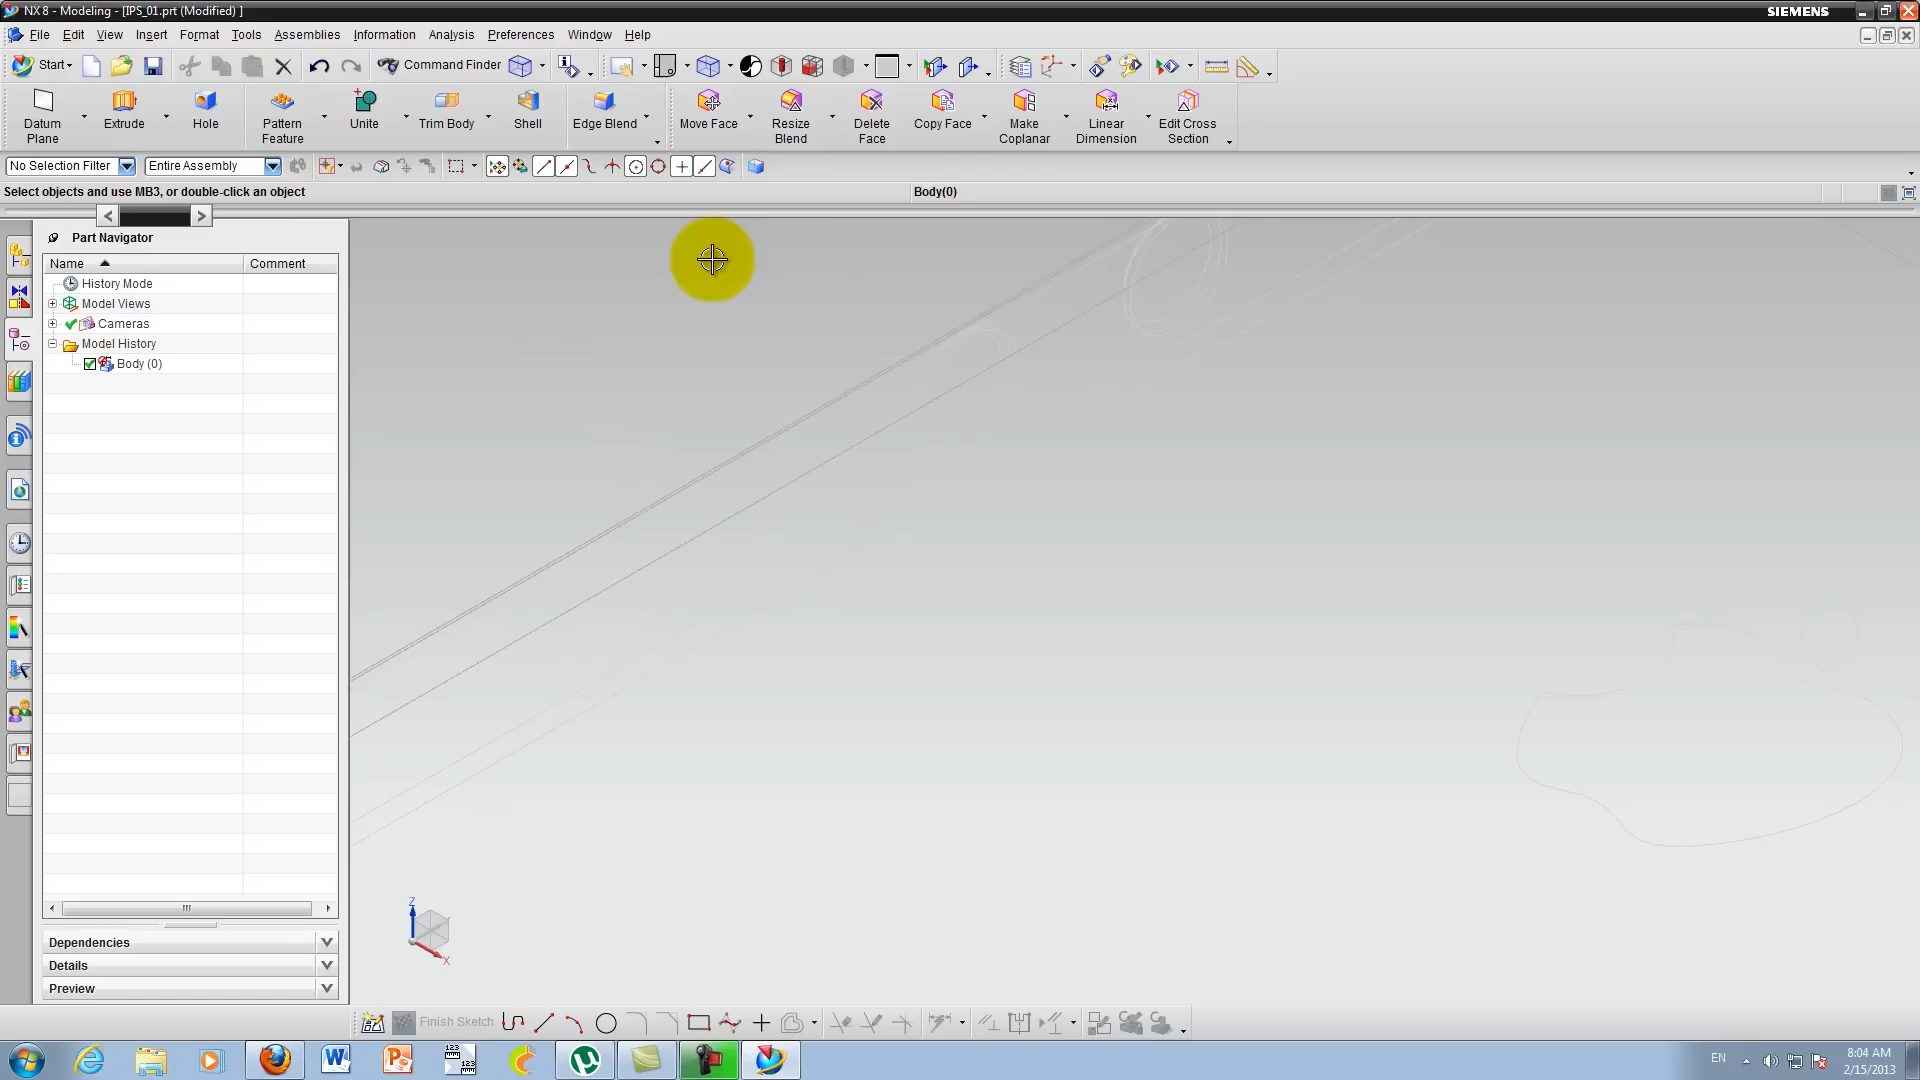 NX 8 - Modeling - [IPS_01.prt (Modified) ]
SIEMENS
File Edit View Insert Format Tools Assemblies Information Analysis Preferences Window Help
Start Command Finder
Datum Plane
Extrude
Hole
Pattern Feature
Unite
Trim Body
Shell
Edge Blend
Move Face
Resize Blend
Delete Face
Copy Face
Make Coplanar
Linear Dimension
Edit Cross Section
No Selection Filter Entire Assembly
Select objects and use MB3, or double-click an object
Body(0)
Part Navigator
Name Comment
History Mode
Model Views
Cameras
Model History
Body (0)
Z
X
Dependencies
Details
Preview
Finish Sketch
EN
8:04 AM
2/15/2013